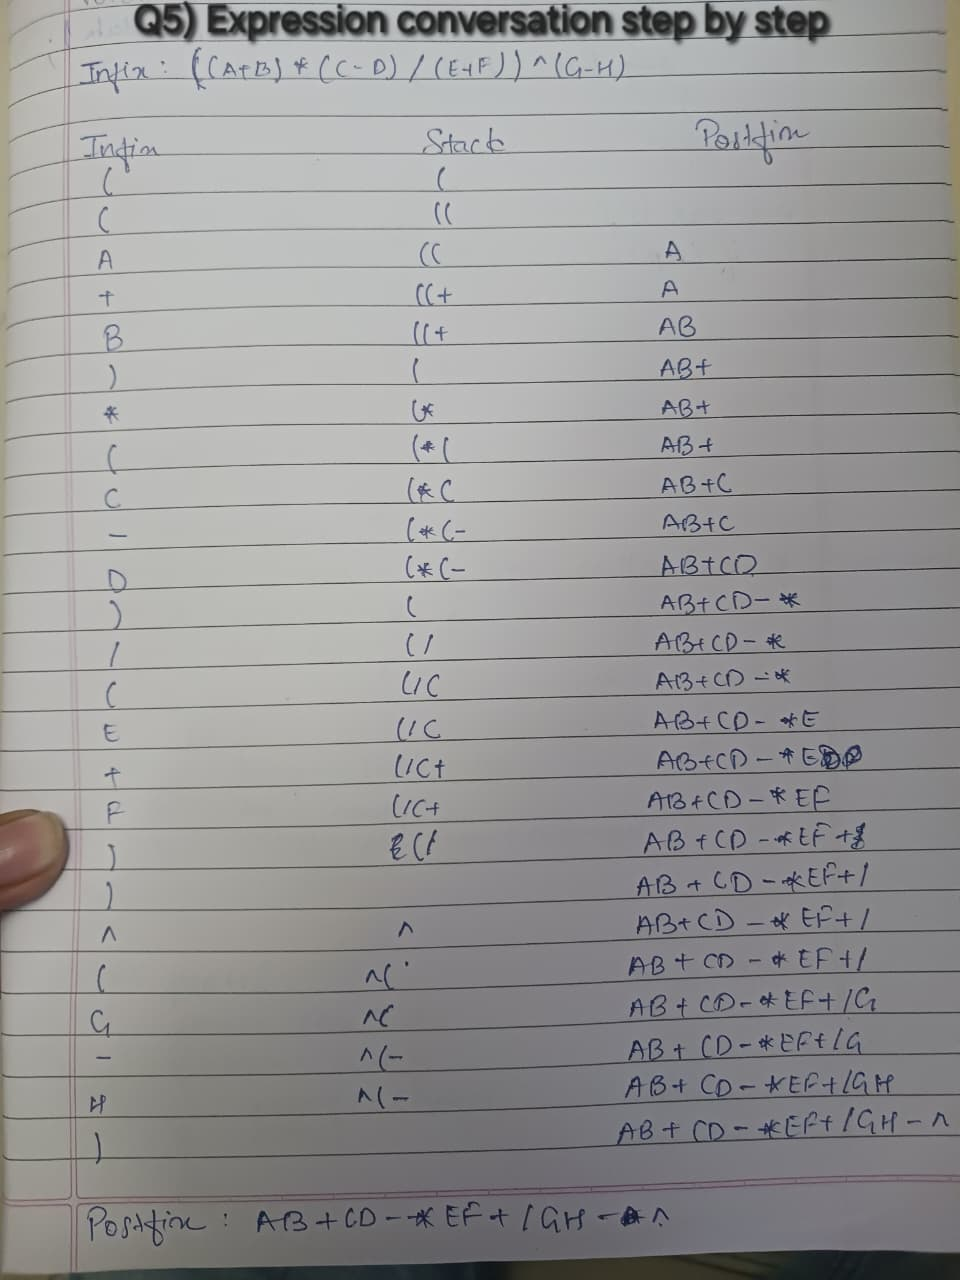 Q5) Expression conversation step by step
Infix : ((A+B) * (C-D) / (E+F)) ^ (G-H)
Infix Stack Postfix
( (
( ((
A (( A
+ ((+ A
B ((+ AB
) ( AB+
* (* AB+
( (*( AB+
C (*( AB+C
- (*(- AB+C
D (*(- AB+CD
) ( AB+CD-*
/ (/ AB+CD-*
( (/( AB+CD-*
E (/( AB+CD-*E
+ (/(+ AB+CD-*E
F (/(+ AB+CD-*EF
) (/ AB+CD-*EF+
) AB+CD-*EF+/
^ ^ AB+CD-*EF+/
( ^( AB+CD-*EF+/
G ^( AB+CD-*EF+/G
- ^(- AB+CD-*EF+/G
H ^(- AB+CD-*EF+/GH
) AB+CD-*EF+/GH-^
Postfix : AB+CD-*EF+/GH-^